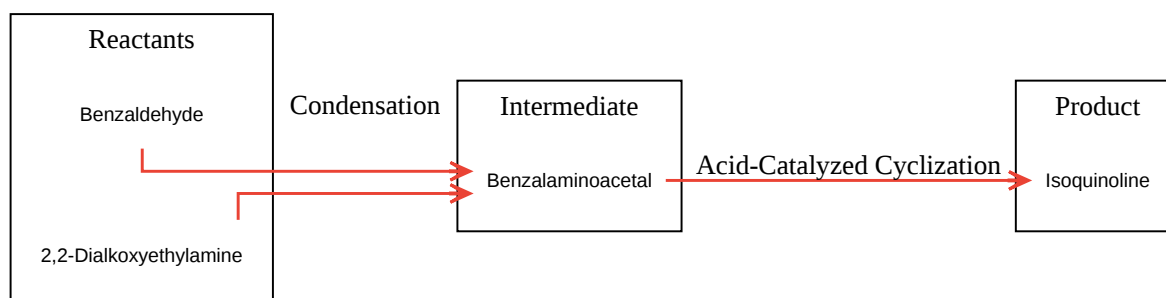 Reactants
Benzaldehyde
2,2-Dialkoxyethylamine
Condensation
Intermediate
Benzalaminoacetal
Acid-Catalyzed Cyclization
Product
Isoquinoline